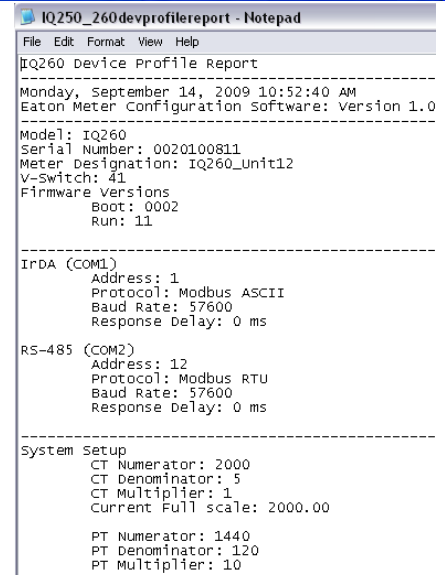 IQ250_260devprofilereport - Notepad
File Edit Format View Help
IQ260 Device Profile Report
--------------------------------------------------
Monday, September 14, 2009 10:52:40 AM
Eaton Meter Configuration Software: Version 1.0
--------------------------------------------------
Model: IQ260
Serial Number: 0020100811
Meter Designation: IQ260_Unit12
V-Switch: 41
Firmware Versions
Boot: 0002
Run: 11
--------------------------------------------------
IrDA (COM1)
Address: 1
Protocol: Modbus ASCII
Baud Rate: 57600
Response Delay: 0 ms
RS-485 (COM2)
Address: 12
Protocol: Modbus RTU
Baud Rate: 57600
Response Delay: 0 ms
--------------------------------------------------
System Setup
CT Numerator: 2000
CT Denominator: 5
CT Multiplier: 1
Current Full scale: 2000.00
PT Numerator: 1440
PT Denominator: 120
PT Multiplier: 10